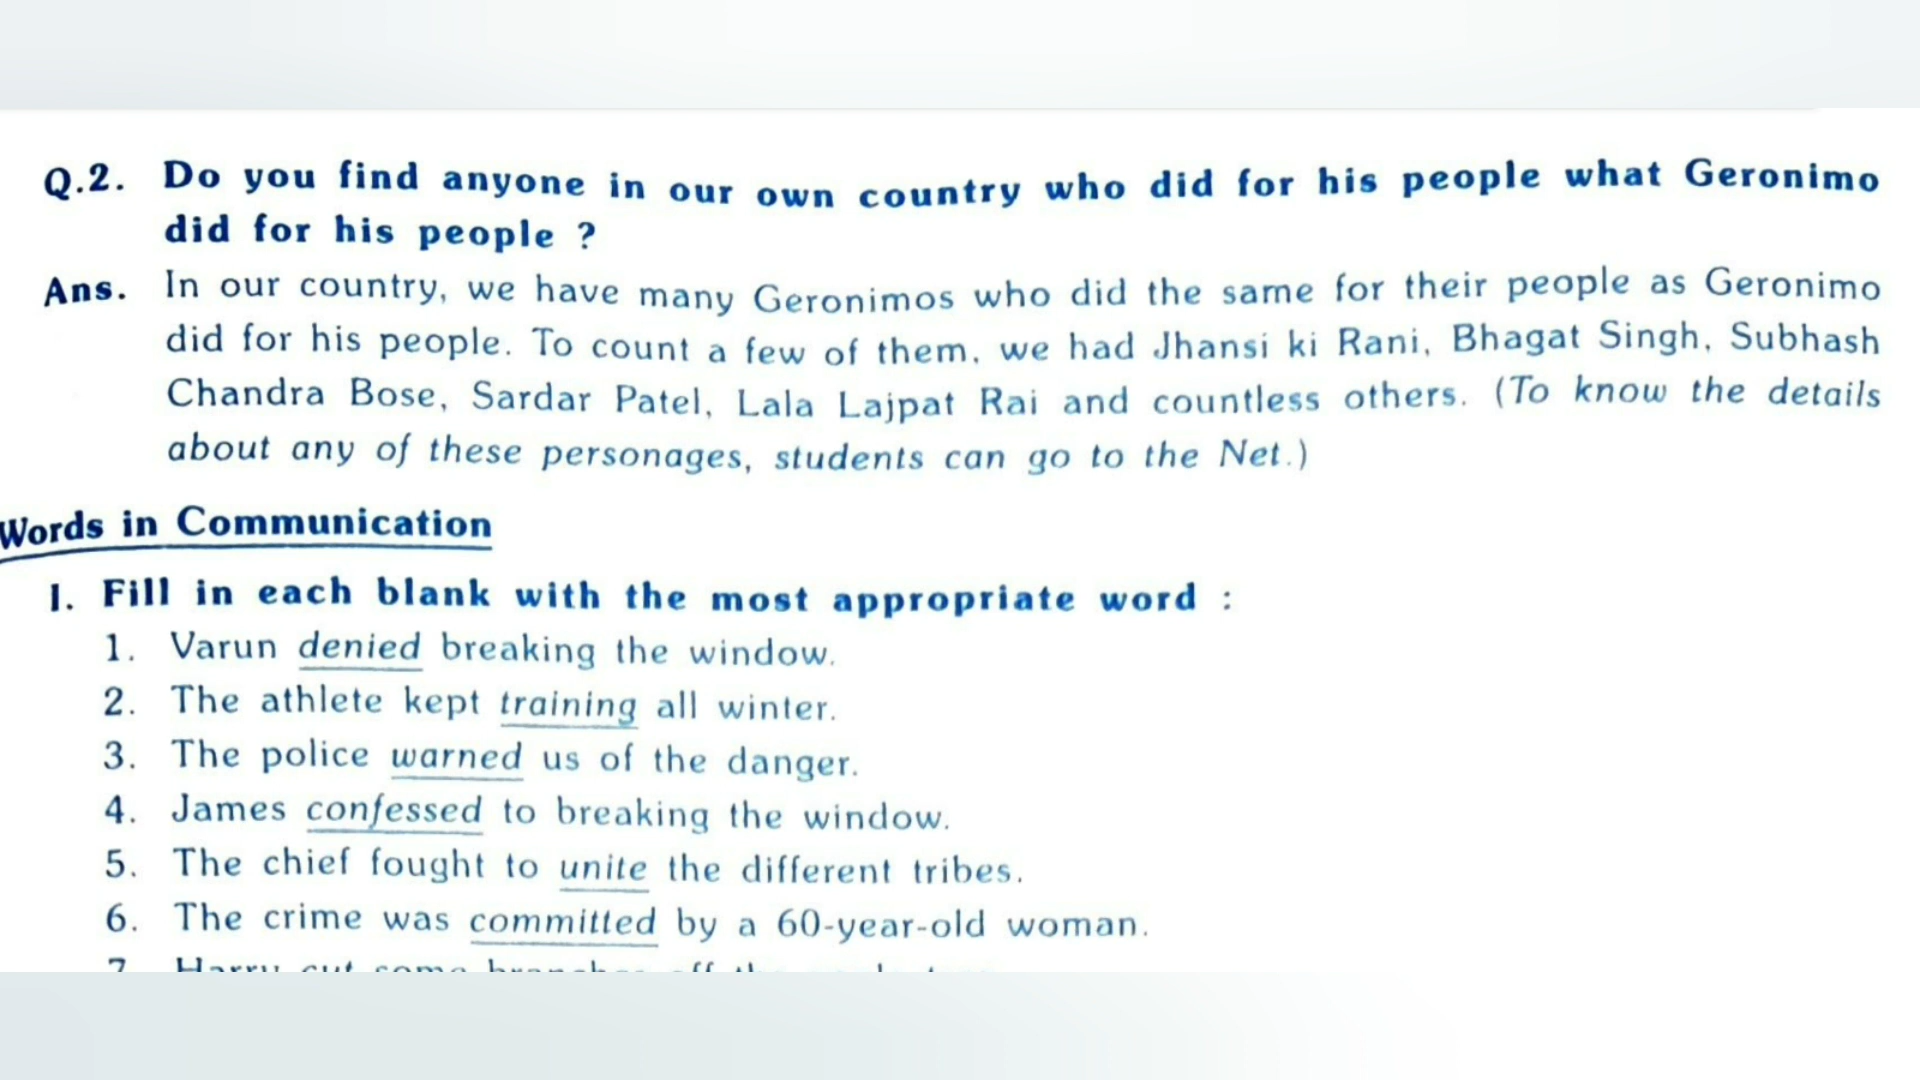 Q.2. Do you find anyone in our own country who did for his people what Geronimo
did for his people ?
Ans. In our country, we have many Geronimos who did the same for their people as Geronimo
did for his people. To count a few of them, we had Jhansi ki Rani, Bhagat Singh, Subhash
Chandra Bose, Sardar Patel, Lala Lajpat Rai and countless others. (To know the details
about any of these personages, students can go to the Net.)
Words in Communication
I. Fill in each blank with the most appropriate word :
1. Varun denied breaking the window.
2. The athlete kept training all winter.
3. The police warned us of the danger.
4. James confessed to breaking the window.
5. The chief fought to unite the different tribes.
6. The crime was committed by a 60-year-old woman.
7 Harry cut some branches off the